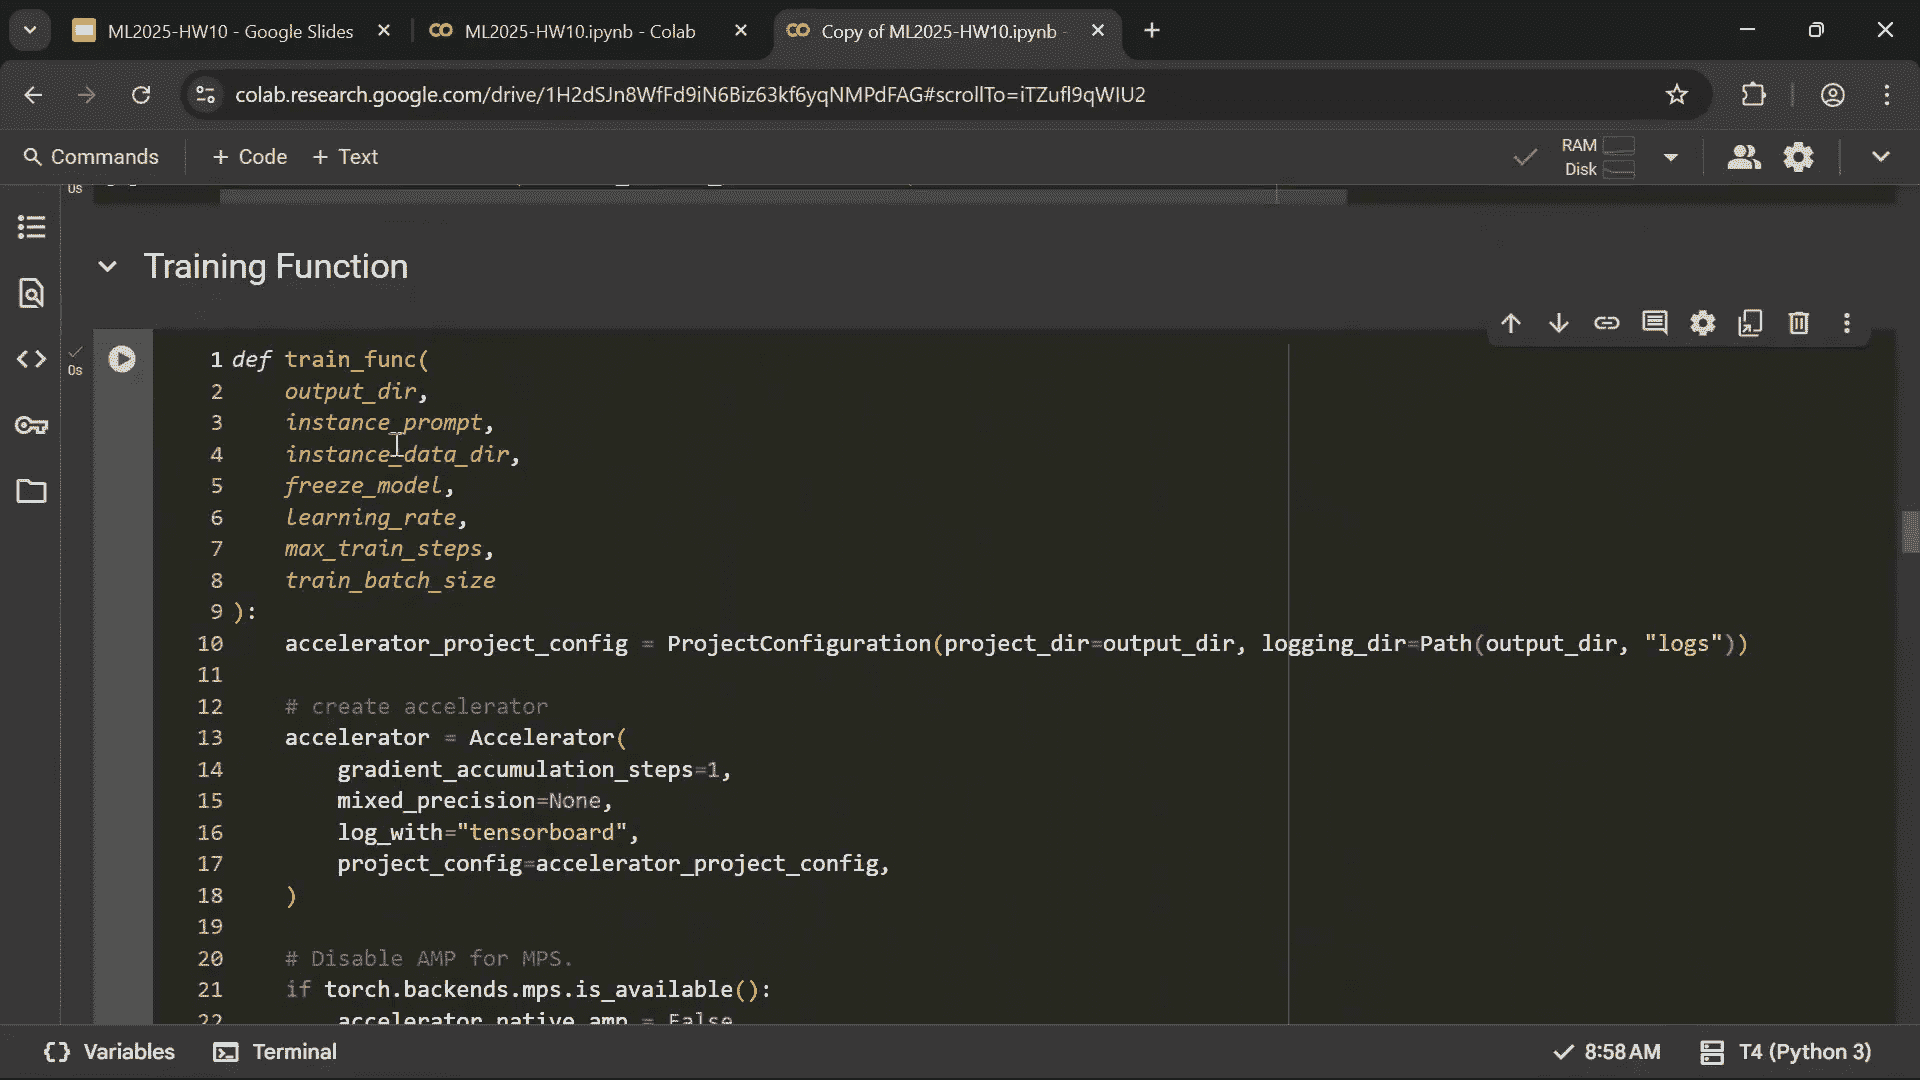 ML2025-HW10 - Google Slides
ML2025-HW10.ipynb - Colab
Copy of ML2025-HW10.ipynb -
colab.research.google.com/drive/1H2dSJn8WfFd9iN6Biz63kf6yqNMPdFAG#scrollTo=iTZufl9qWIU2
Commands
+ Code
+ Text
RAM
Disk
0s
Training Function
0s
1 def train_func(
2 output_dir,
3 instance_prompt,
4 instance_data_dir,
5 freeze_model,
6 learning_rate,
7 max_train_steps,
8 train_batch_size
9 ):
10 accelerator_project_config = ProjectConfiguration(project_dir=output_dir, logging_dir=Path(output_dir, "logs"))
11
12 # create accelerator
13 accelerator = Accelerator(
14 gradient_accumulation_steps=1,
15 mixed_precision=None,
16 log_with="tensorboard",
17 project_config=accelerator_project_config,
18 )
19
20 # Disable AMP for MPS.
21 if torch.backends.mps.is_available():
22 accelerator.native_amp = False
{} Variables
Terminal
8:58 AM
T4 (Python 3)